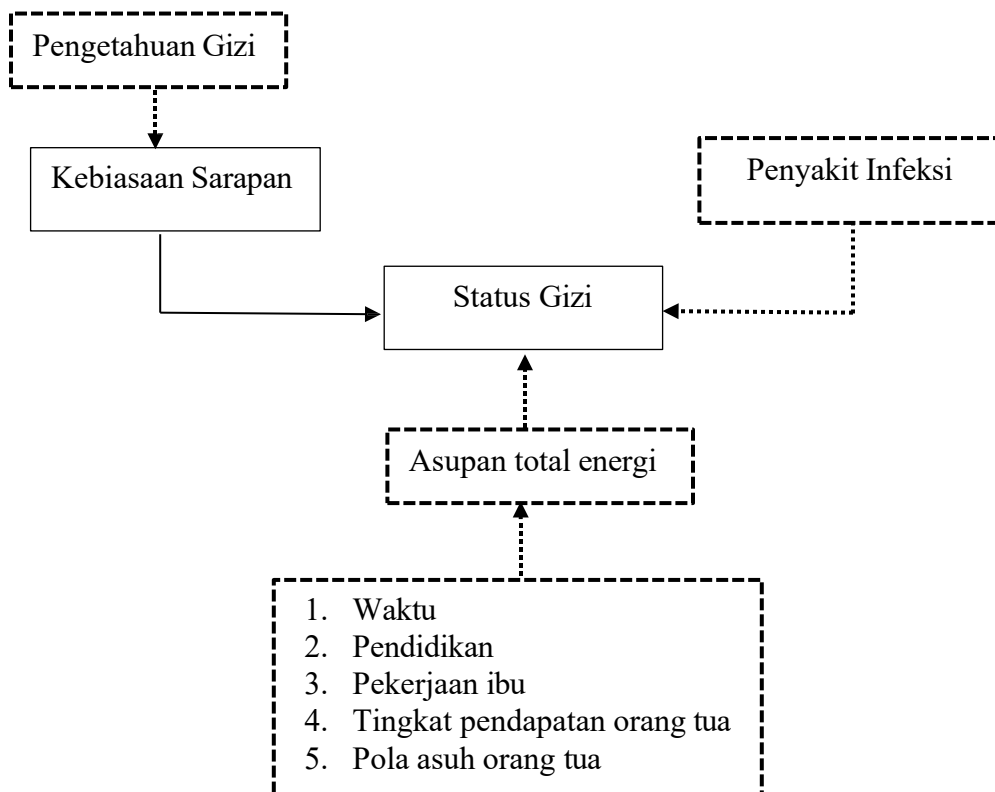 Pengetahuan Gizi
Kebiasaan Sarapan
Penyakit Infeksi
Status Gizi
Asupan total energi
1. Waktu
2. Pendidikan
3. Pekerjaan ibu
4. Tingkat pendapatan orang tua
5. Pola asuh orang tua